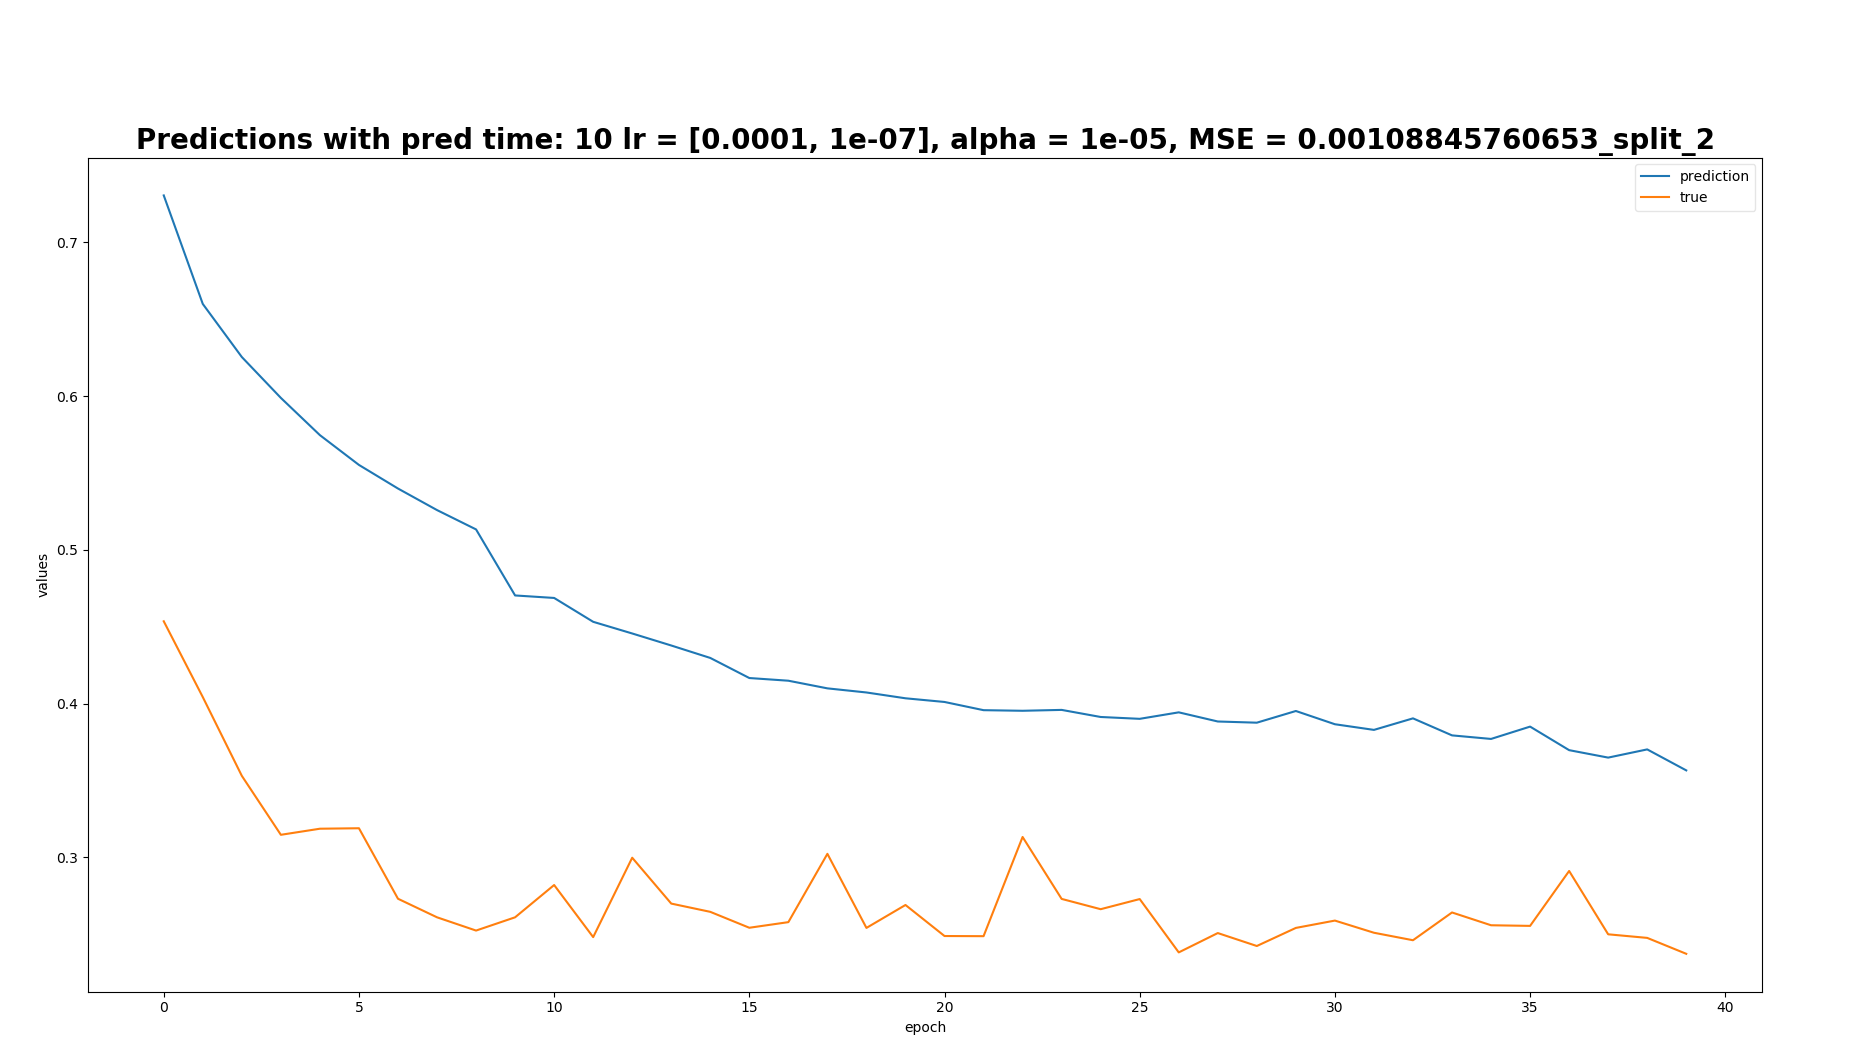 Predictions with pred time: 10 lr = [0.0001, 1e-07], alpha = 1e-05, MSE = 0.00108845760653_split_2
prediction
true
0.7
0.6
0.5
0.4
0.3
values
0 5 10 15 20 25 30 35 40
epoch